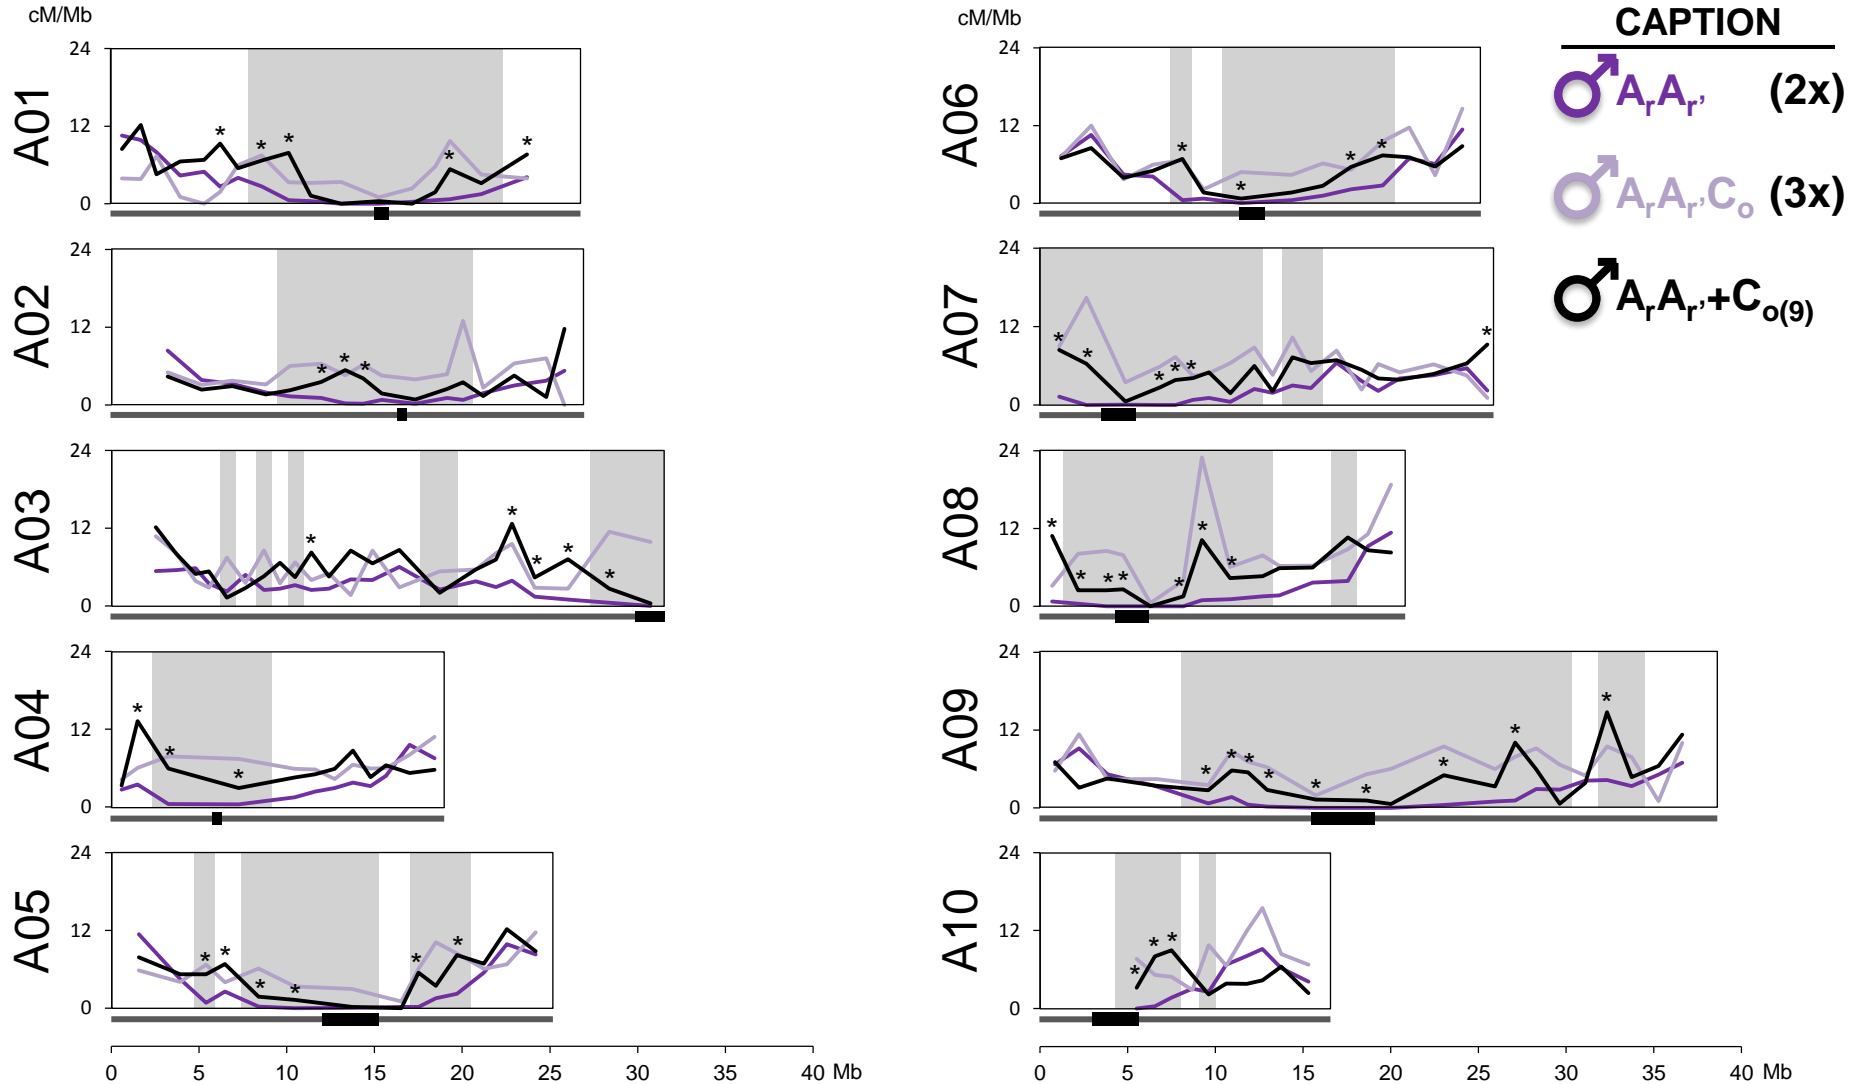 cM/Mb
A01
24
12
0
* * * * *
A02
24
12
0
* * *
A03
24
12
0
* * * * *
A04
24
12
0
* * *
A05
24
12
0
* * * * * *
0 5 10 15 20 25 30 35 40 Mb
cM/Mb
A06
24
12
0
* * * *
A07
24
12
0
* * * * * *
A08
24
12
0
* * * * * * *
A09
24
12
0
* * * * * * * * *
A10
24
12
0
* * *
0 5 10 15 20 25 30 35 40 Mb
CAPTION
♂ ArAr' (2x)
♂ ArAr'Co (3x)
♂ ArAr'+Co(9)